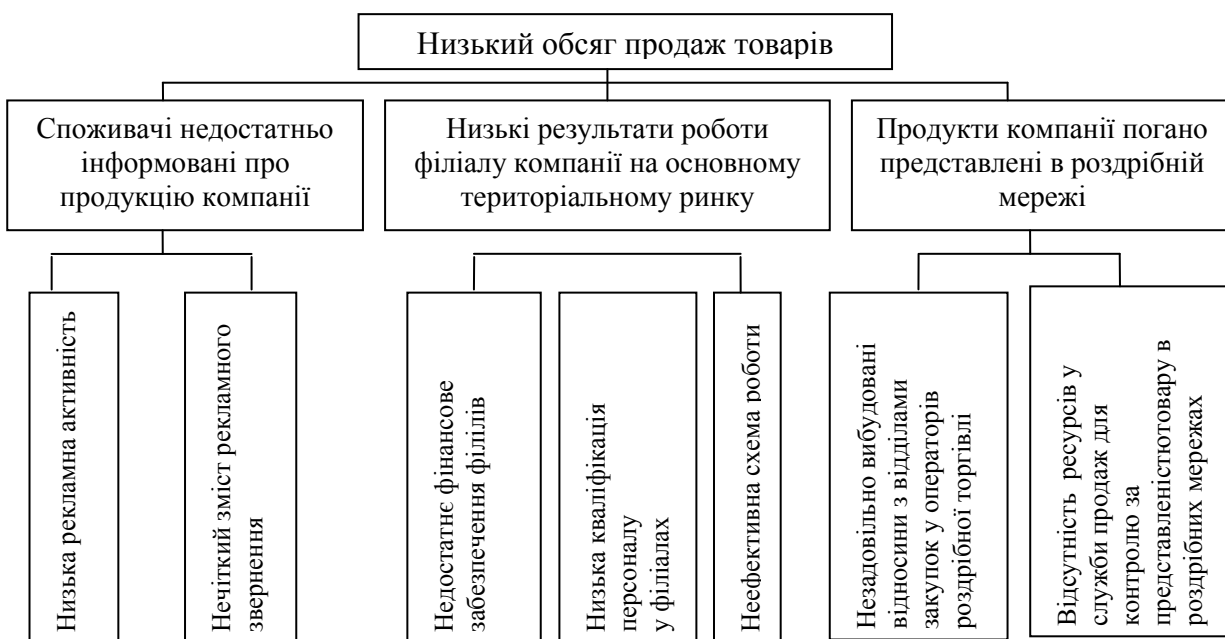 Низький обсяг продаж товарів
Споживачі недостатньо
інформовані про
продукцію компанії
Низькі результати роботи
філіалу компанії на основному
територіальному ринку
Продукти компанії погано
представлені в роздрібній
мережі
Низька рекламна активність
Нечіткий зміст рекламного
звернення
Недостатнє фінансове
забезпечення філілів
Низька кваліфікація
персоналу
у філіалах
Неефективна схема роботи
Незадовільно вибудовані
відносини з відділами
закупок у операторів
роздрібної торгівлі
Відсутність ресурсів у
служби продаж для
контролю за
представленістютовару в
роздрібних мережах